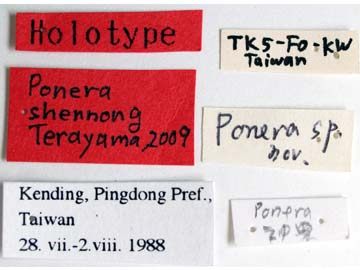 Holotype
Ponera
shennong
Terayama, 2009
Kending, Pingdong Pref.,
Taiwan
28. vii.-2.viii. 1988
TK5-Fo-KW
Taiwan
Ponera sp.
nov.
Ponera